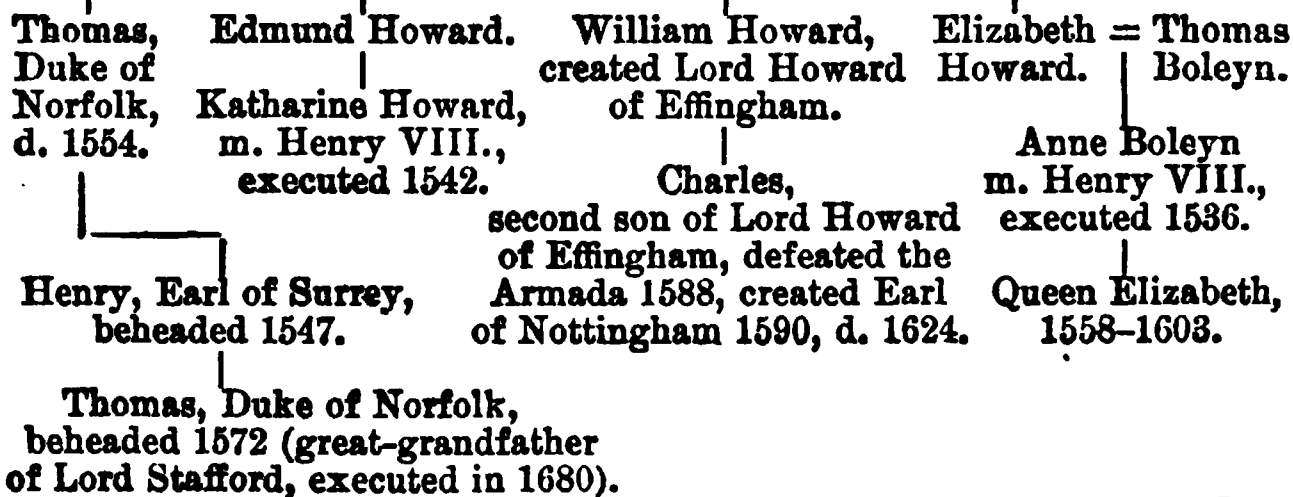 Thomas,
Duke of
Norfolk,
d. 1554.
Edmund Howard.
Katharine Howard,
m. Henry VIII.,
executed 1542.
William Howard,
created Lord Howard
of Effingham.
Charles,
second son of Lord Howard
of Effingham, defeated the
Armada 1588, created Earl
of Nottingham 1590, d. 1624.
Elizabeth = Thomas
Howard. Boleyn.
Anne Boleyn
m. Henry VIII.,
executed 1536.
Queen Elizabeth,
1558–1603.
Henry, Earl of Surrey,
beheaded 1547.
Thomas, Duke of Norfolk,
beheaded 1572 (great-grandfather
of Lord Stafford, executed in 1680).